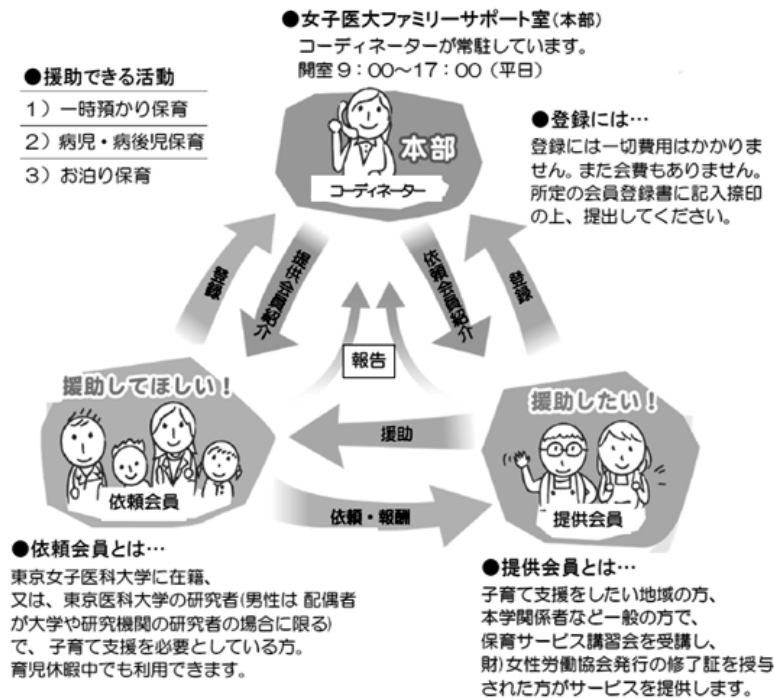 ●女子医大ファミリーサポート室(本部)
コーディネーターが常駐しています。
開室9：00～17：00（平日）
●援助できる活動
1）一時預かり保育
2）病児・病後児保育
3）お泊り保育
本部
コーディネーター
●登録には…
登録には一切費用はかかりま
せん。また会費もありません。
所定の会員登録書に記入捺印
の上、提出してください。
登録
提供会員紹介
依頼会員紹介
登録
報告
援助してほしい！
依頼会員
援助したい！
提供会員
援助
依頼・報酬
●依頼会員とは…
東京女子医科大学に在籍、
又は、東京医科大学の研究者(男性は 配偶者
が大学や研究機関の研究者の場合に限る)
で、子育て支援を必要としている方。
育児休暇中でも利用できます。
●提供会員とは…
子育て支援をしたい地域の方、
本学関係者など一般の方で、
保育サービス講習会を受講し、
財)女性労働協会発行の修了証を授与
された方がサービスを提供します。